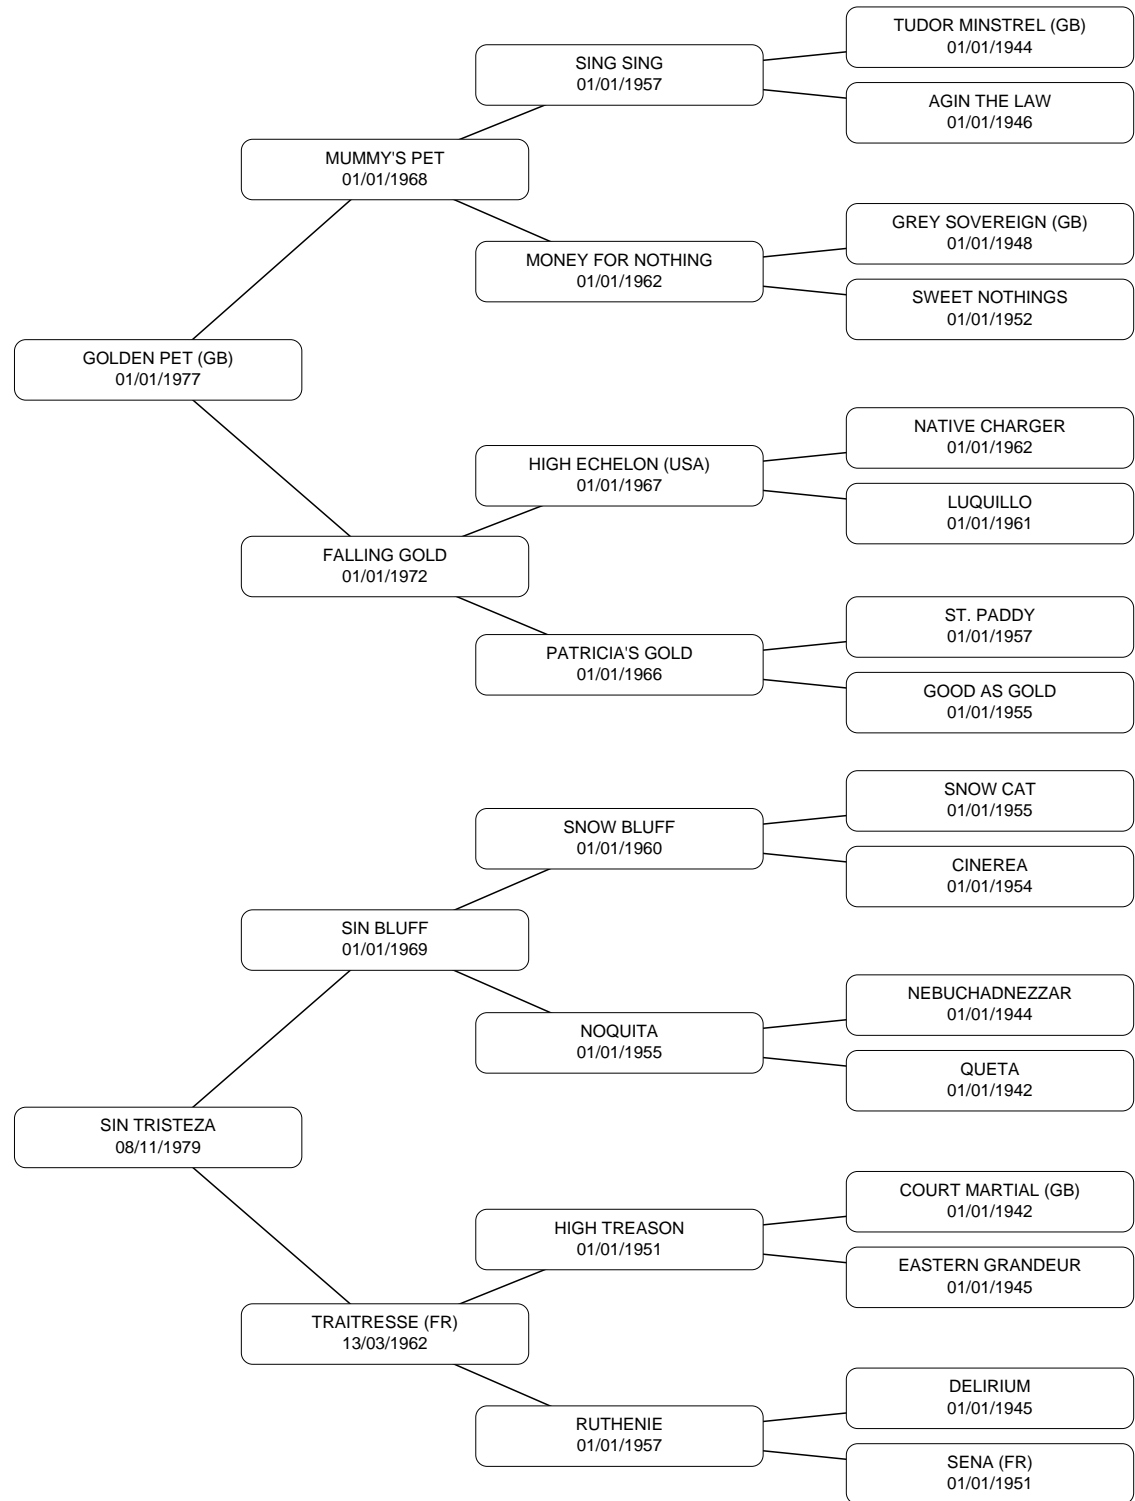 TUDOR MINSTREL (GB)
01/01/1944
SING SING
01/01/1957
AGIN THE LAW
01/01/1946
MUMMY'S PET
01/01/1968
GREY SOVEREIGN (GB)
01/01/1948
MONEY FOR NOTHING
01/01/1962
SWEET NOTHINGS
01/01/1952
GOLDEN PET (GB)
01/01/1977
NATIVE CHARGER
01/01/1962
HIGH ECHELON (USA)
01/01/1967
LUQUILLO
01/01/1961
FALLING GOLD
01/01/1972
ST. PADDY
01/01/1957
PATRICIA'S GOLD
01/01/1966
GOOD AS GOLD
01/01/1955
SNOW CAT
01/01/1955
SNOW BLUFF
01/01/1960
CINEREA
01/01/1954
SIN BLUFF
01/01/1969
NEBUCHADNEZZAR
01/01/1944
NOQUITA
01/01/1955
QUETA
01/01/1942
SIN TRISTEZA
08/11/1979
COURT MARTIAL (GB)
01/01/1942
HIGH TREASON
01/01/1951
EASTERN GRANDEUR
01/01/1945
TRAITRESSE (FR)
13/03/1962
DELIRIUM
01/01/1945
RUTHENIE
01/01/1957
SENA (FR)
01/01/1951